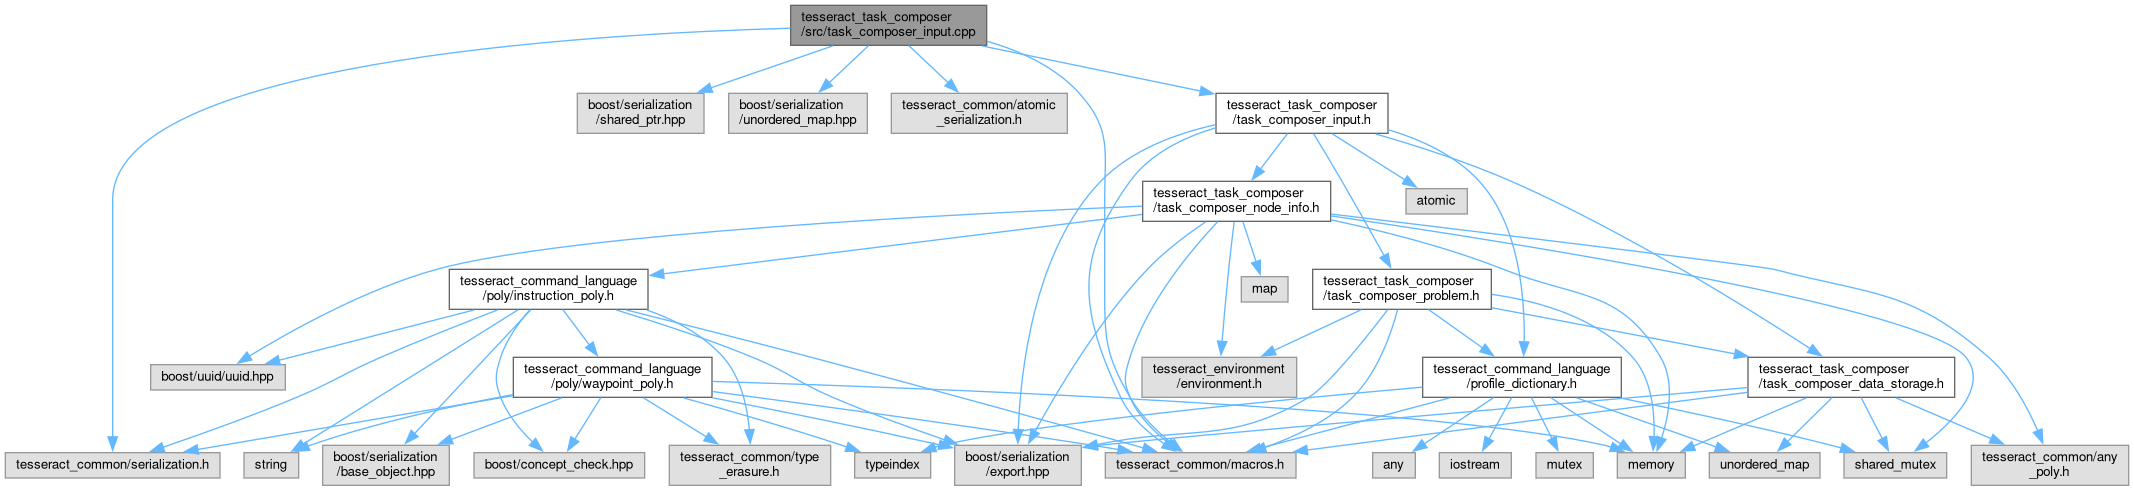 tesseract_task_composer
/src/task_composer_input.cpp
boost/serialization
/shared_ptr.hpp
boost/serialization
/unordered_map.hpp
tesseract_common/atomic
_serialization.h
tesseract_task_composer
/task_composer_input.h
tesseract_task_composer
/task_composer_node_info.h
atomic
tesseract_command_language
/poly/instruction_poly.h
map
tesseract_task_composer
/task_composer_problem.h
boost/uuid/uuid.hpp
tesseract_command_language
/poly/waypoint_poly.h
tesseract_environment
/environment.h
tesseract_command_language
/profile_dictionary.h
tesseract_task_composer
/task_composer_data_storage.h
tesseract_common/serialization.h
string
boost/serialization
/base_object.hpp
boost/concept_check.hpp
tesseract_common/type
_erasure.h
typeindex
boost/serialization
/export.hpp
tesseract_common/macros.h
any
iostream
mutex
memory
unordered_map
shared_mutex
tesseract_common/any
_poly.h